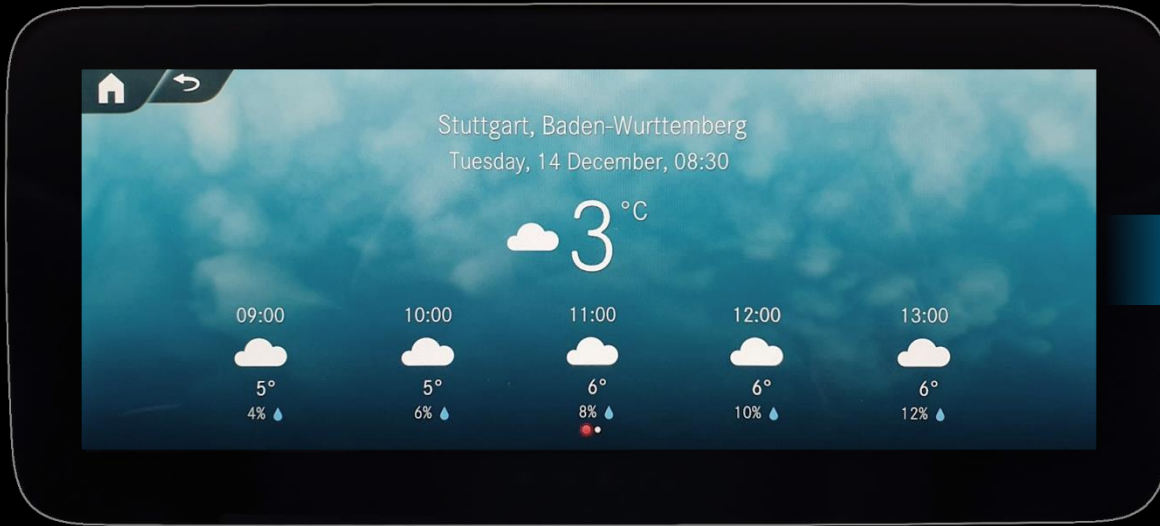 Stuttgart, Baden-Wurttemberg
Tuesday, 14 December, 08:30
3 °C
09:00 10:00 11:00 12:00 13:00
5° 5° 6° 6° 6°
4% 6% 8% 10% 12%